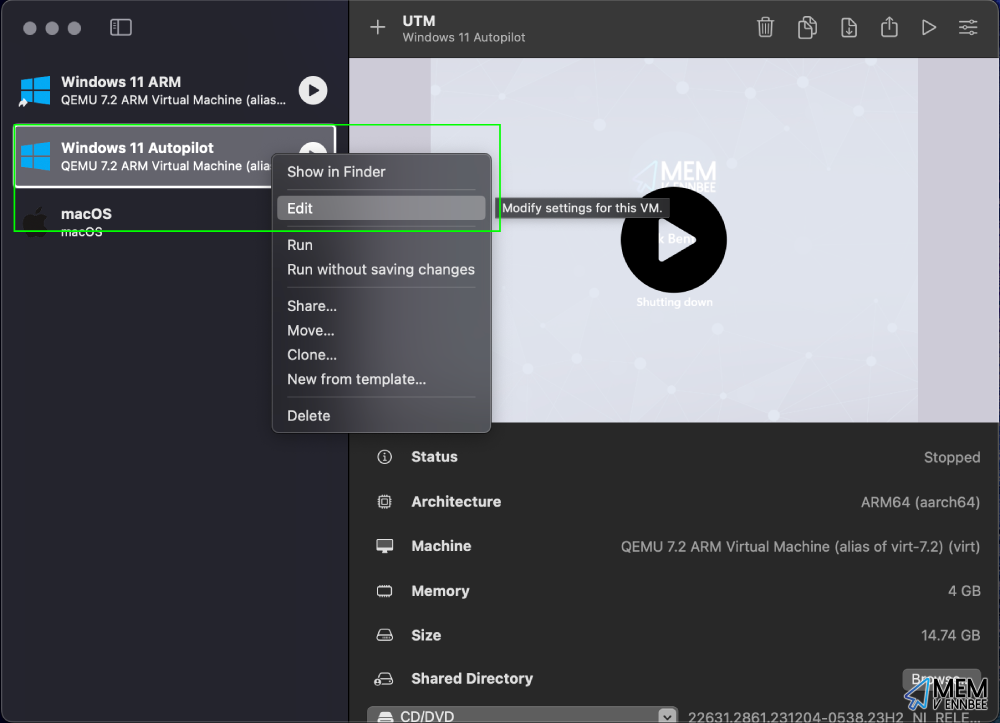 UTM
Windows 11 Autopilot
Windows 11 ARM
QEMU 7.2 ARM Virtual Machine (alias...
Windows 11 Autopilot
QEMU 7.2 ARM Virtual Machine (alia
macOS
macOS
Show in Finder
Edit
Modify settings for this VM.
Run
Run without saving changes
Share...
Move...
Clone...
New from template...
Delete
MEM
VENNBEE
k Ben
Shutting down
Status
Stopped
Architecture
ARM64 (aarch64)
Machine
QEMU 7.2 ARM Virtual Machine (alias of virt-7.2) (virt)
Memory
4 GB
Size
14.74 GB
Shared Directory
Browse...
CD/DVD
22631.2861.231204-0538.23H2_NI_RELE...
MEM
VENNBEE